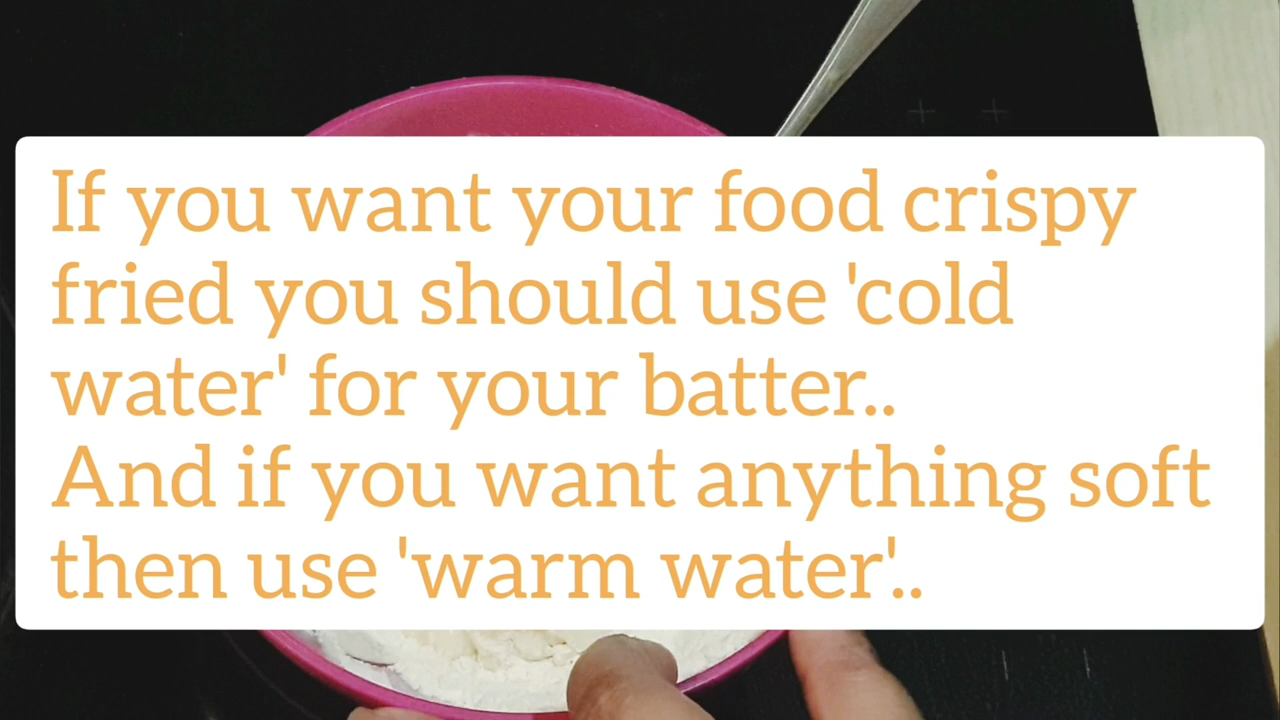 If you want your food crispy
fried you should use 'cold
water' for your batter..
And if you want anything soft
then use 'warm water'..